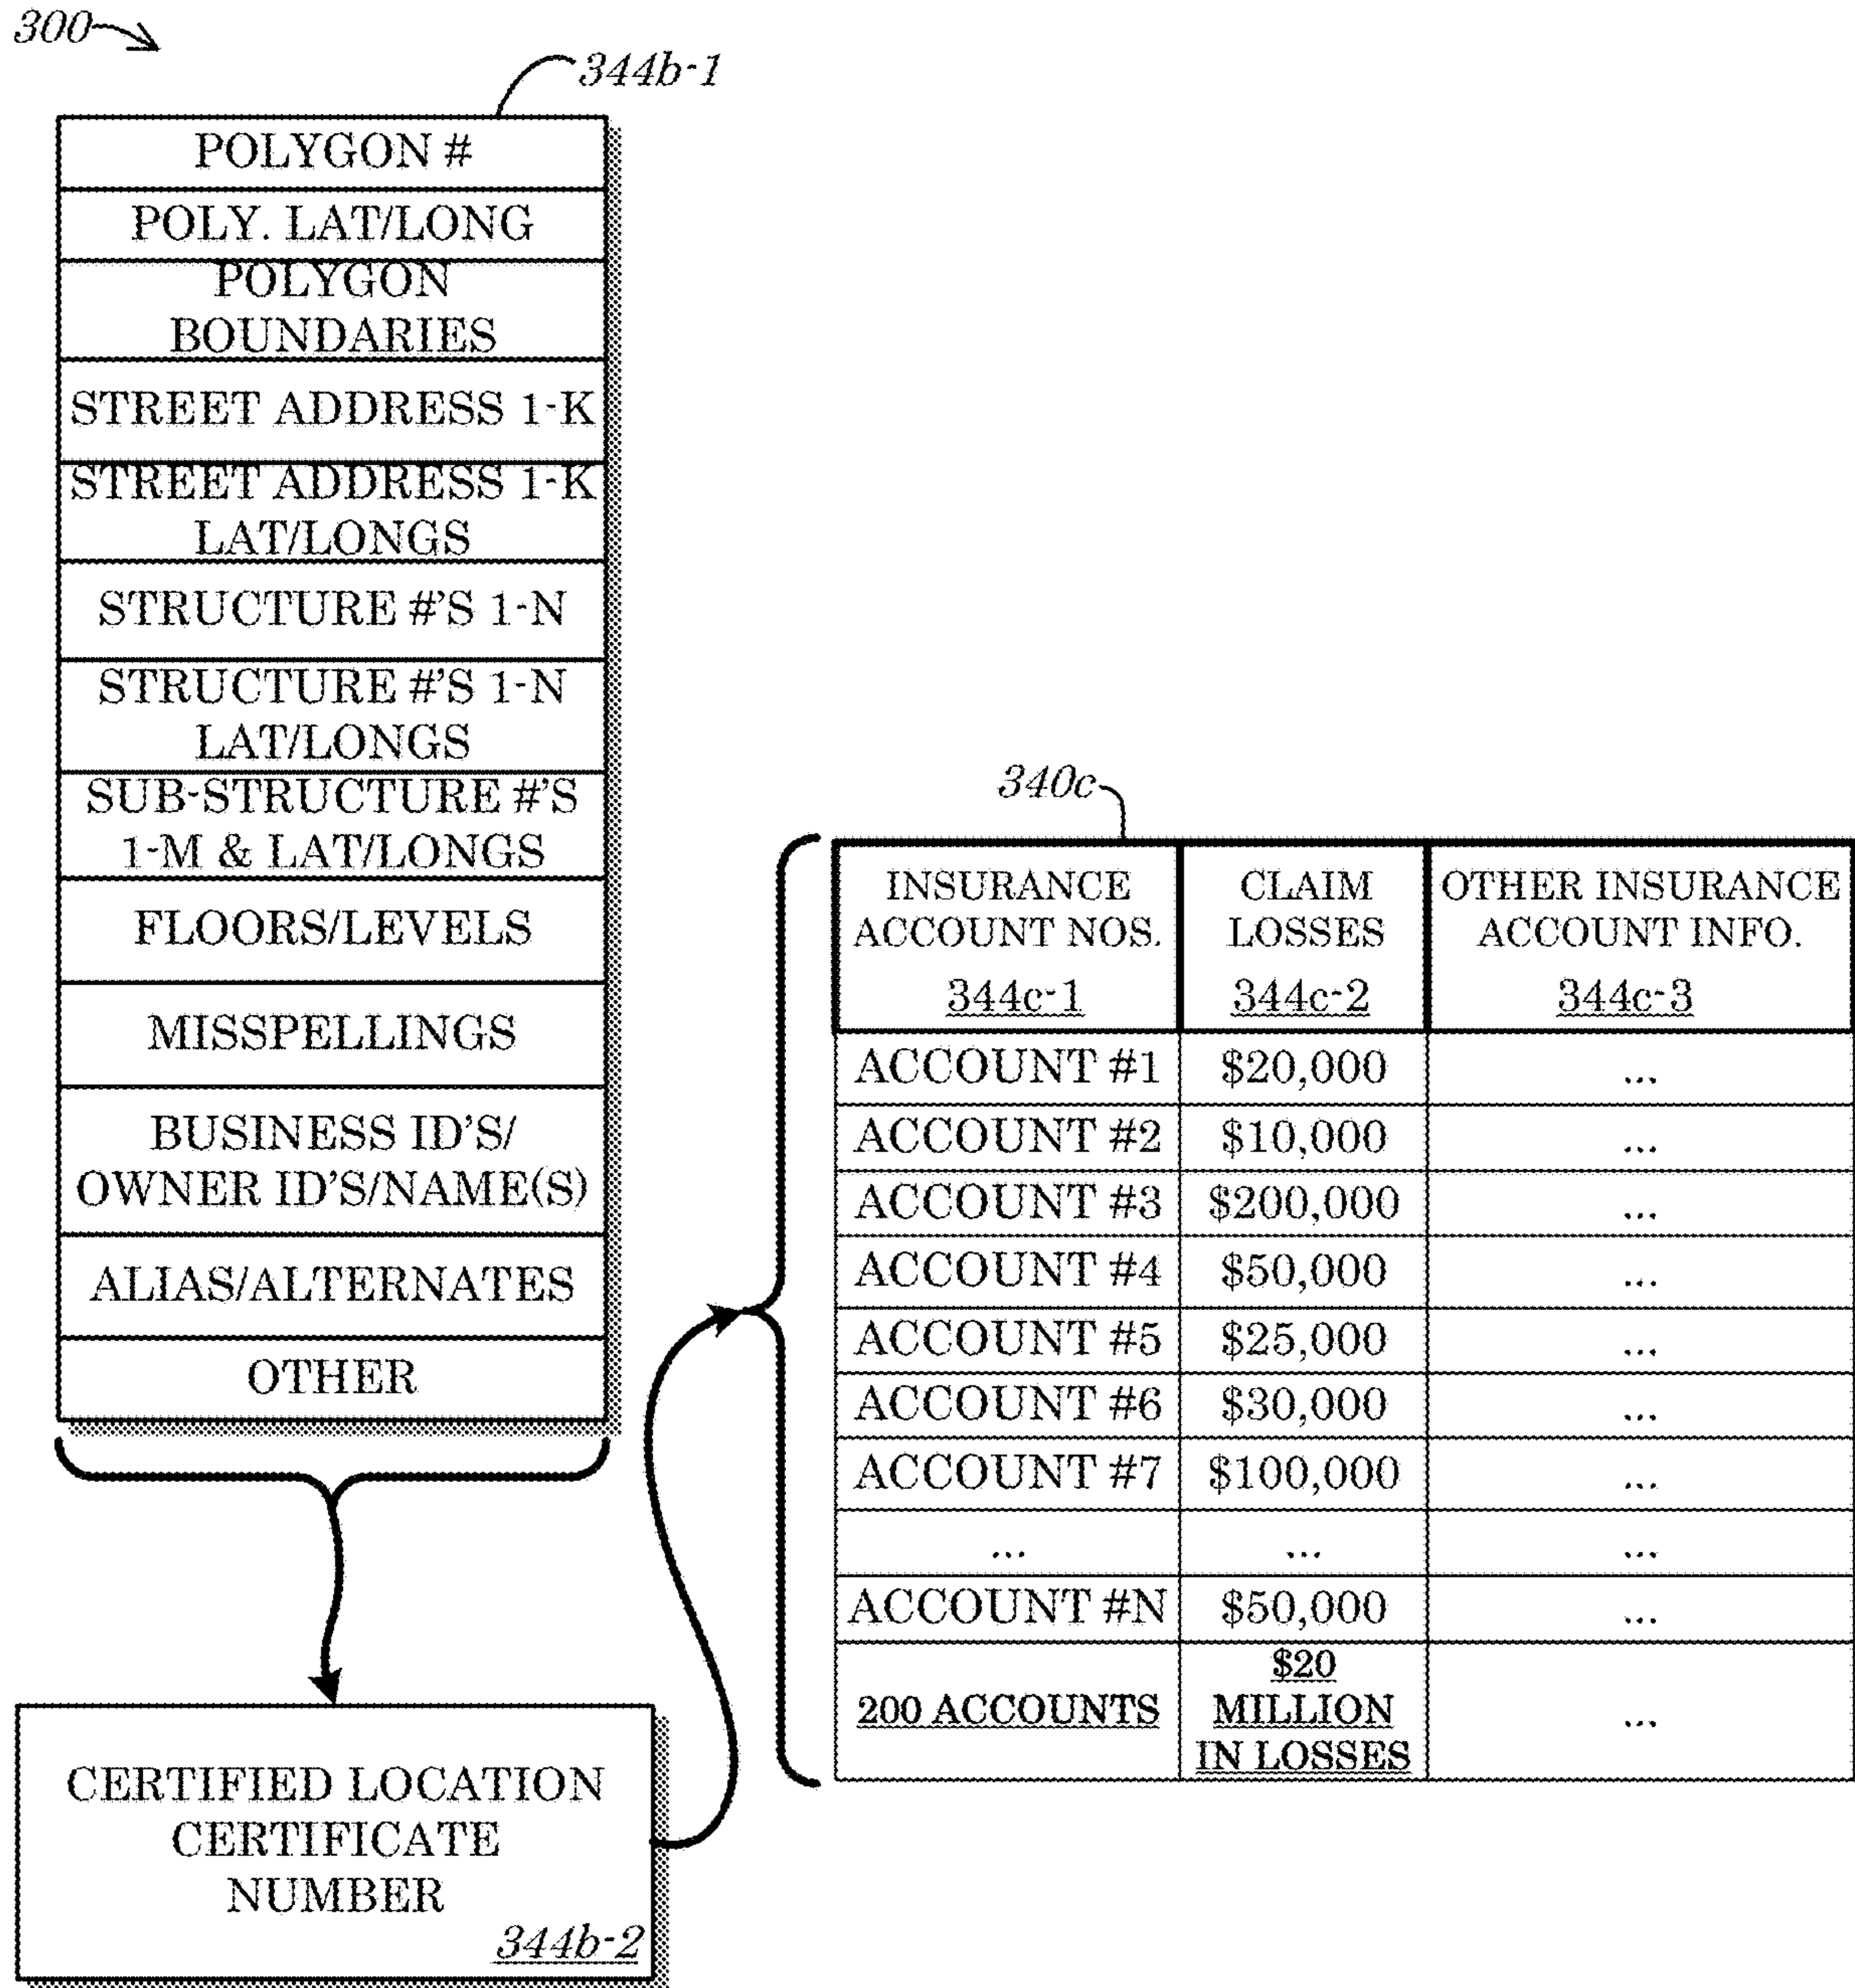 300
344b-1
POLYGON #
POLY. LAT/LONG
POLYGON
BOUNDARIES
STREET ADDRESS 1-K
STREET ADDRESS 1-K
LAT/LONGS
STRUCTURE #'S 1-N
STRUCTURE #'S 1-N
LAT/LONGS
SUB-STRUCTURE #'S
1-M & LAT/LONGS
FLOORS/LEVELS
MISSPELLINGS
BUSINESS ID'S/
OWNER ID'S/NAME(S)
ALIAS/ALTERNATES
OTHER
CERTIFIED LOCATION
CERTIFICATE
NUMBER
344b-2
340c
INSURANCE
ACCOUNT NOS.
344c-1
CLAIM
LOSSES
344c-2
OTHER INSURANCE
ACCOUNT INFO.
344c-3
ACCOUNT #1 $20,000 ...
ACCOUNT #2 $10,000 ...
ACCOUNT #3 $200,000 ...
ACCOUNT #4 $50,000 ...
ACCOUNT #5 $25,000 ...
ACCOUNT #6 $30,000 ...
ACCOUNT #7 $100,000 ...
... ... ...
ACCOUNT #N $50,000 ...
200 ACCOUNTS
$20
MILLION
IN LOSSES
...